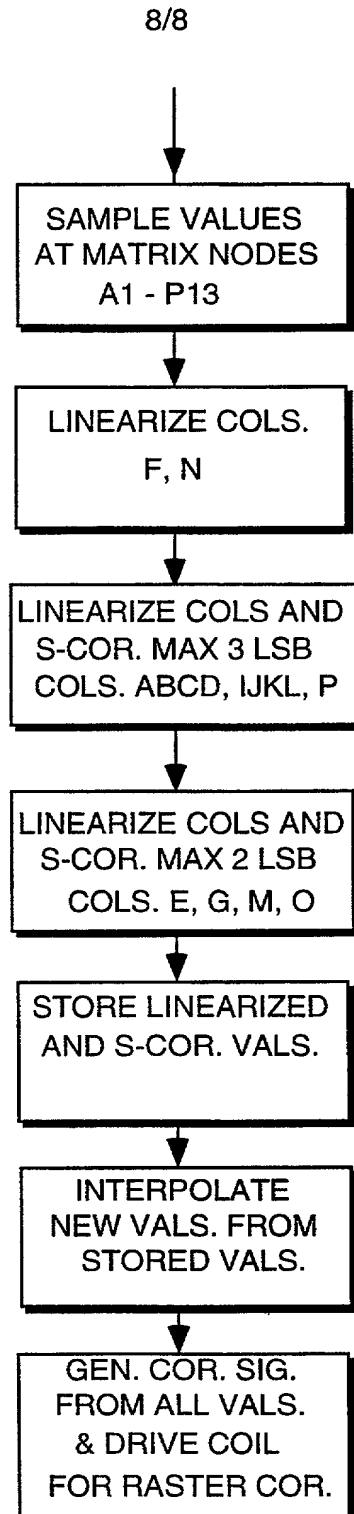 8/8
SAMPLE VALUES
AT MATRIX NODES
A1 - P13
LINEARIZE COLS.
F, N
LINEARIZE COLS AND
S-COR. MAX 3 LSB
COLS. ABCD, IJKL, P
LINEARIZE COLS AND
S-COR. MAX 2 LSB
COLS. E, G, M, O
STORE LINEARIZED
AND S-COR. VALS.
INTERPOLATE
NEW VALS. FROM
STORED VALS.
GEN. COR. SIG.
FROM ALL VALS.
& DRIVE COIL
FOR RASTER COR.